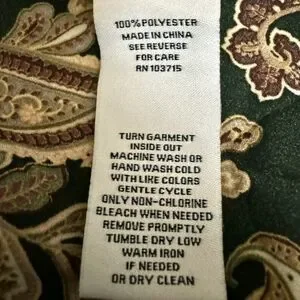 100% POLYESTER
MADE IN CHINA
SEE REVERSE
FOR CARE
RN 103715
TURN GARMENT
INSIDE OUT
MACHINE WASH OR
HAND WASH COLD
WITH LIKE COLORS
GENTLE CYCLE
ONLY NON-CHLORINE
BLEACH WHEN NEEDED
REMOVE PROMPTLY
TUMBLE DRY LOW
WARM IRON
IF NEEDED
OR DRY CLEAN